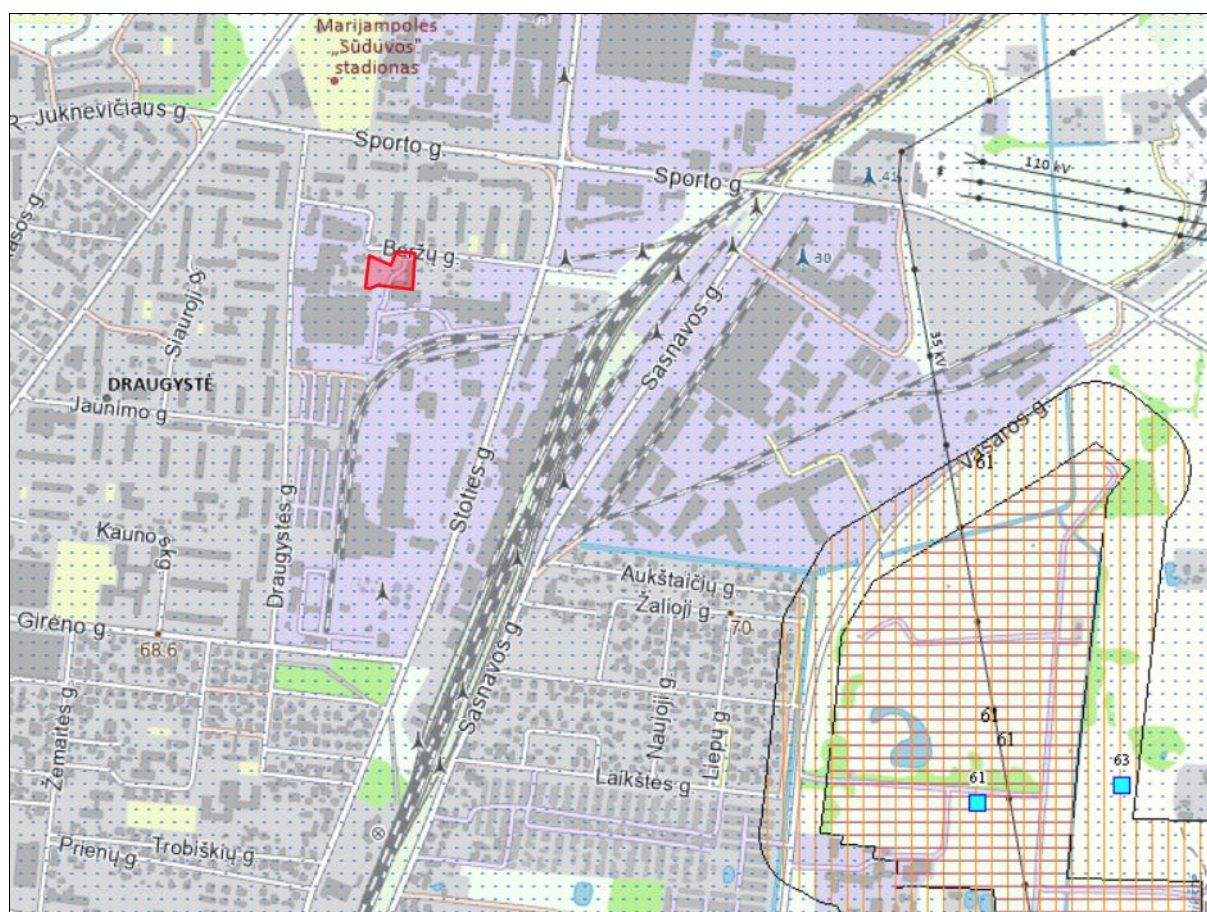 Marijampolės
„Sūduvos"
stadionas
R. Juknevičiaus g.
Sporto g.
Sporto g.
110 kV
41
Beržų g.
30
Siauroji g.
Sasnavos g.
35 kV
DRAUGYSTĖ
Jaunimo g.
Vasaros g.
61
Stoties g.
Draugystės g.
Kauno skg.
Aukštaičių g.
Žalioji g.
70
Girėno g.
68.6
Sasnavos g.
Naujoji g.
Liepų g.
61
61
Žemaitės g.
Laikštės g.
61
63
Trobiškių g.
Prienų g.